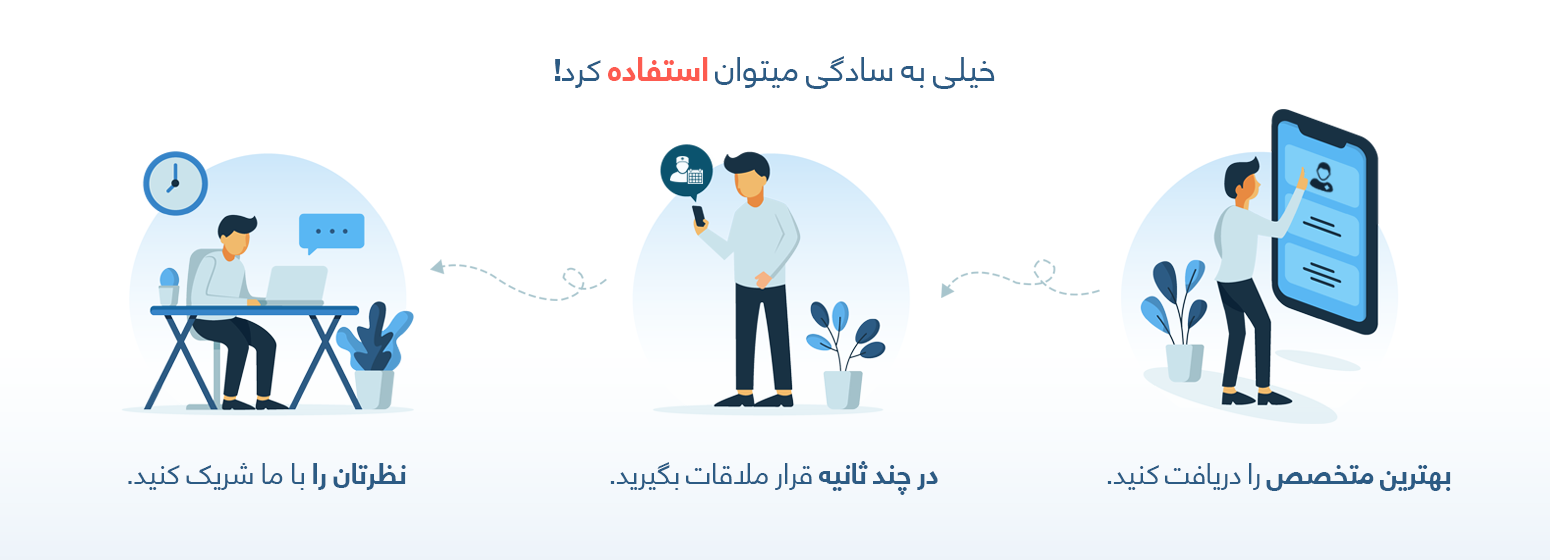 خیلی به سادگی میتوان استفاده کرد!
بهترین متخصص را دریافت کنید.
در چند ثانیه قرار ملاقات بگیرید.
نظرتان را با ما شریک کنید.